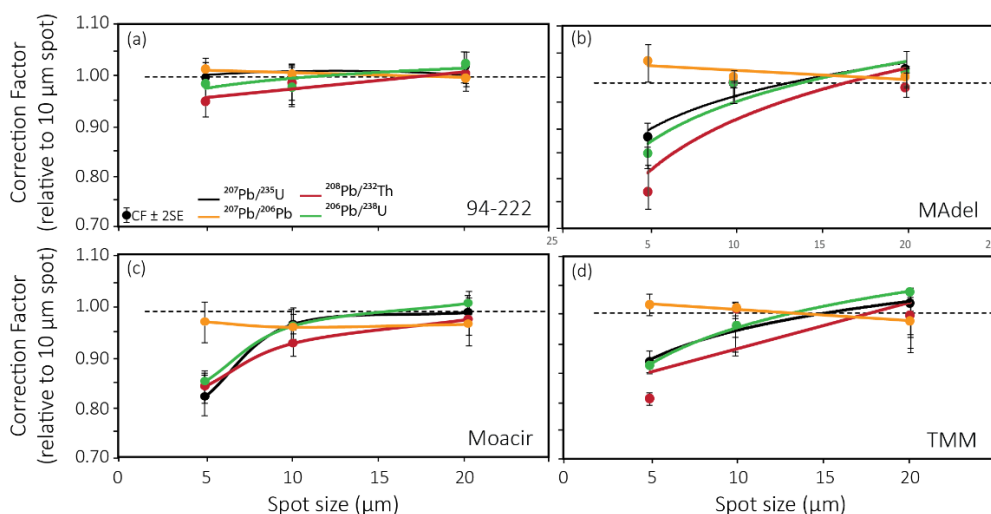 Correction Factor
(relative to 10 µm spot)
1.10
1.00
0.90
0.80
0.70
(a)
²⁰⁷Pb/²³⁵U
²⁰⁸Pb/²³²Th
CF ± 2SE
²⁰⁷Pb/²⁰⁶Pb
²⁰⁶Pb/²³⁸U
94-222
25
(b)
MAdel
0
5
10
15
20
25
Correction Factor
(relative to 10 µm spot)
1.10
1.00
0.90
0.80
0.70
(c)
Moacir
0
5
10
15
20
Spot size (µm)
(d)
TMM
0
5
10
15
20
Spot size (µm)